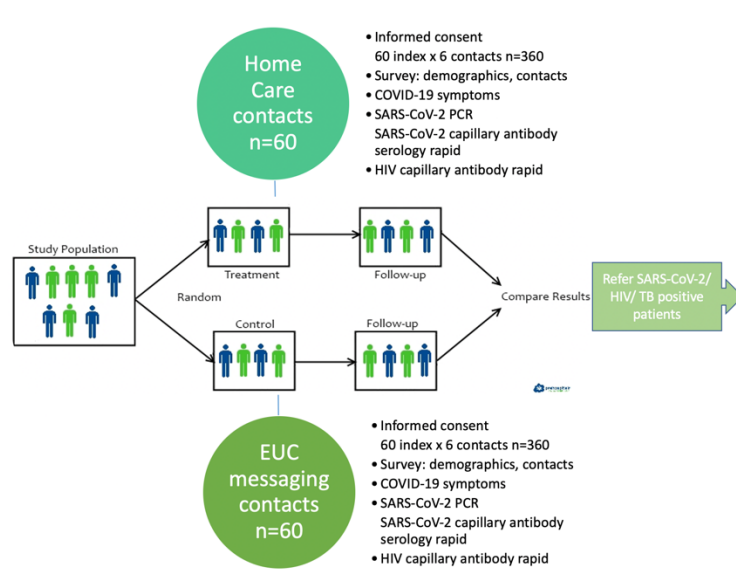 Home
Care
contacts
n=60
• Informed consent
60 index x 6 contacts n=360
• Survey: demographics, contacts
• COVID-19 symptoms
• SARS-CoV-2 PCR
SARS-CoV-2 capillary antibody
serology rapid
• HIV capillary antibody rapid
Study Population
Treatment
Follow-up
Random
Compare Results
Refer SARS-CoV-2/
HIV/ TB positive
patients
Control
Follow-up
EUC
messaging
contacts
n=60
• Informed consent
60 index x 6 contacts n=360
• Survey: demographics, contacts
• COVID-19 symptoms
• SARS-CoV-2 PCR
SARS-CoV-2 capillary antibody
serology rapid
• HIV capillary antibody rapid